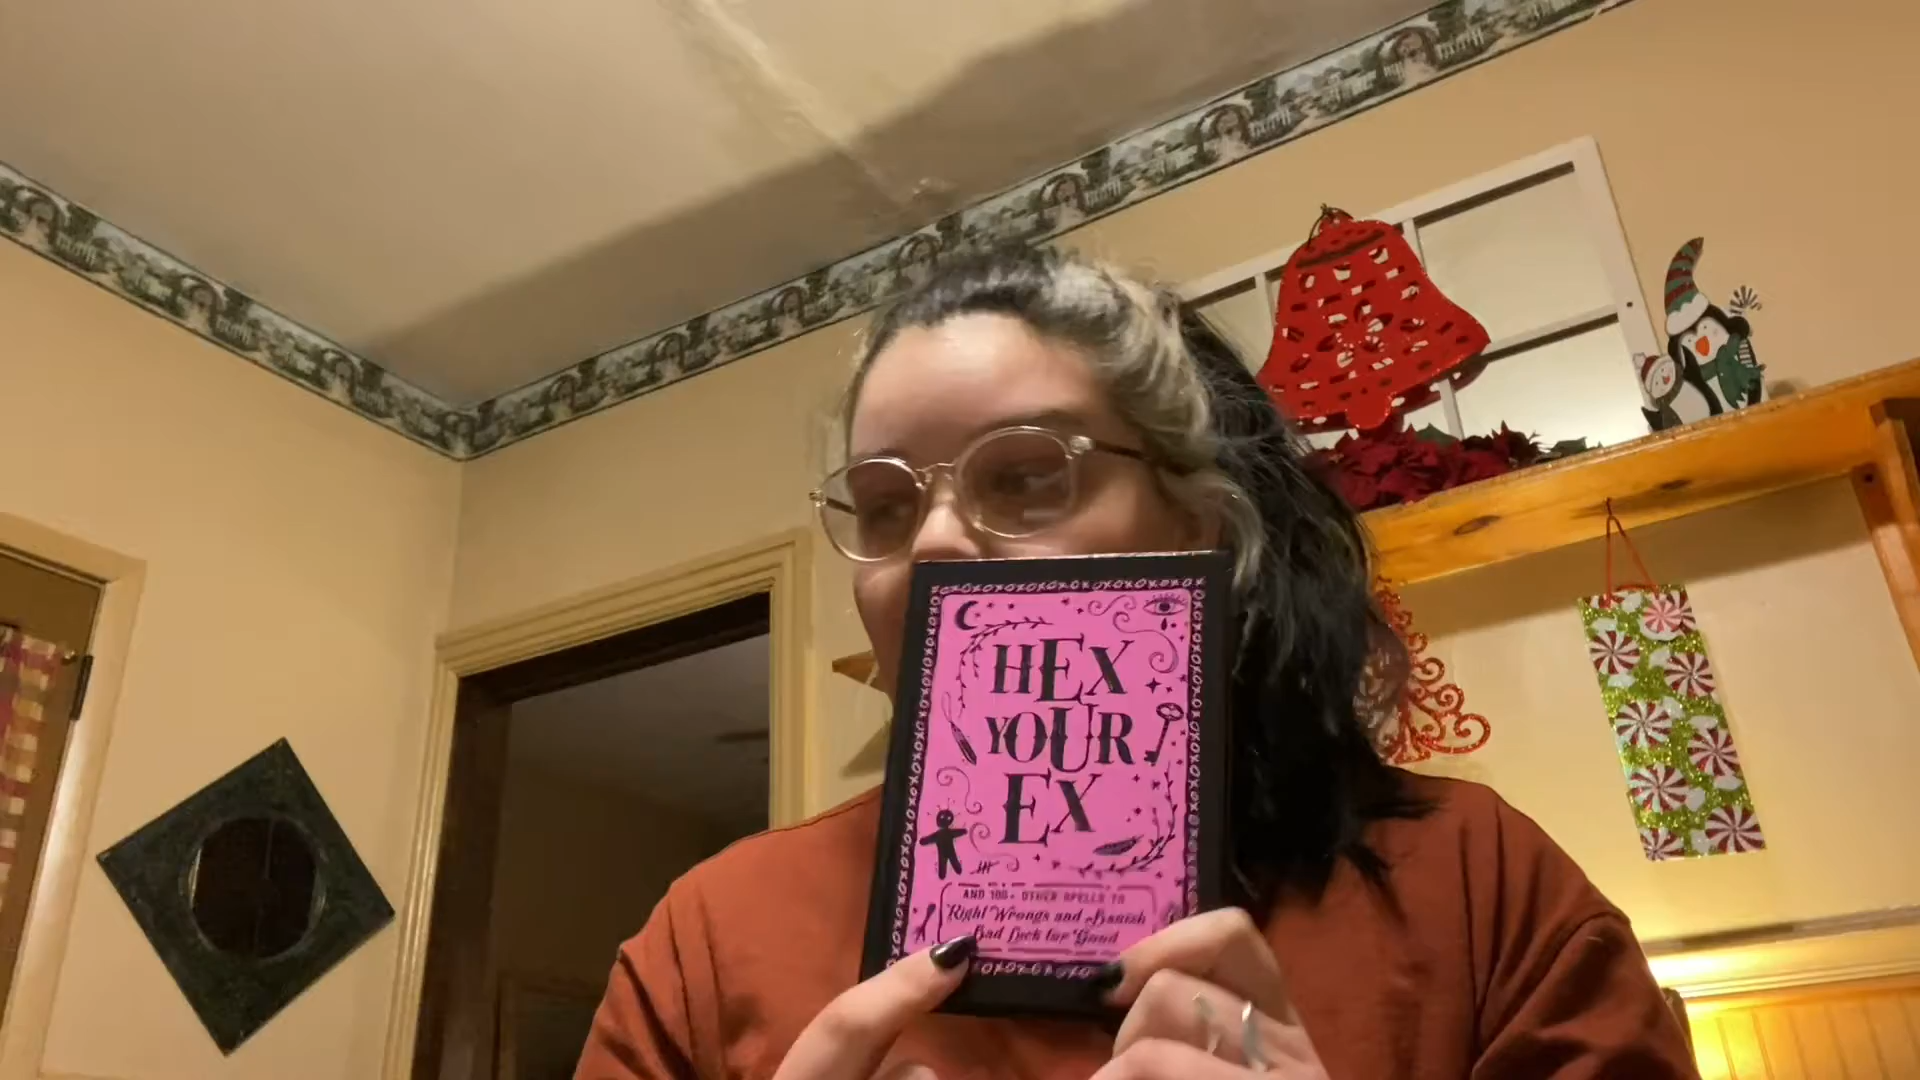 HEX
YOUR
EX
AND 100+ OTHER SPELLS TO
Right Wrongs and Banish
Bad Luck for Good